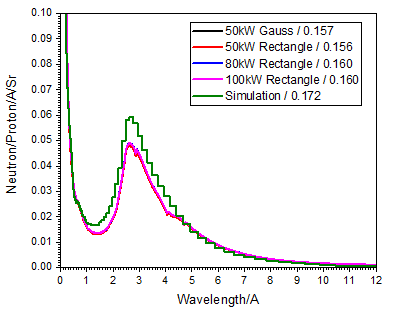 50kW Gauss / 0.157
50kW Rectangle / 0.156
80kW Rectangle / 0.160
100kW Rectangle / 0.160
Simulation / 0.172
Neutron/Proton/A/Sr
0.10
0.09
0.08
0.07
0.06
0.05
0.04
0.03
0.02
0.01
0.00
0 1 2 3 4 5 6 7 8 9 10 11 12
Wavelength/A